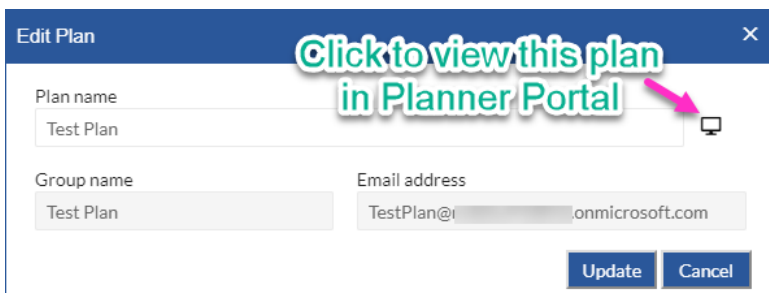 Edit Plan
Click to view this plan
in Planner Portal
Plan name
Test Plan
Group name Email address
Test Plan TestPlan@ .onmicrosoft.com
Update Cancel